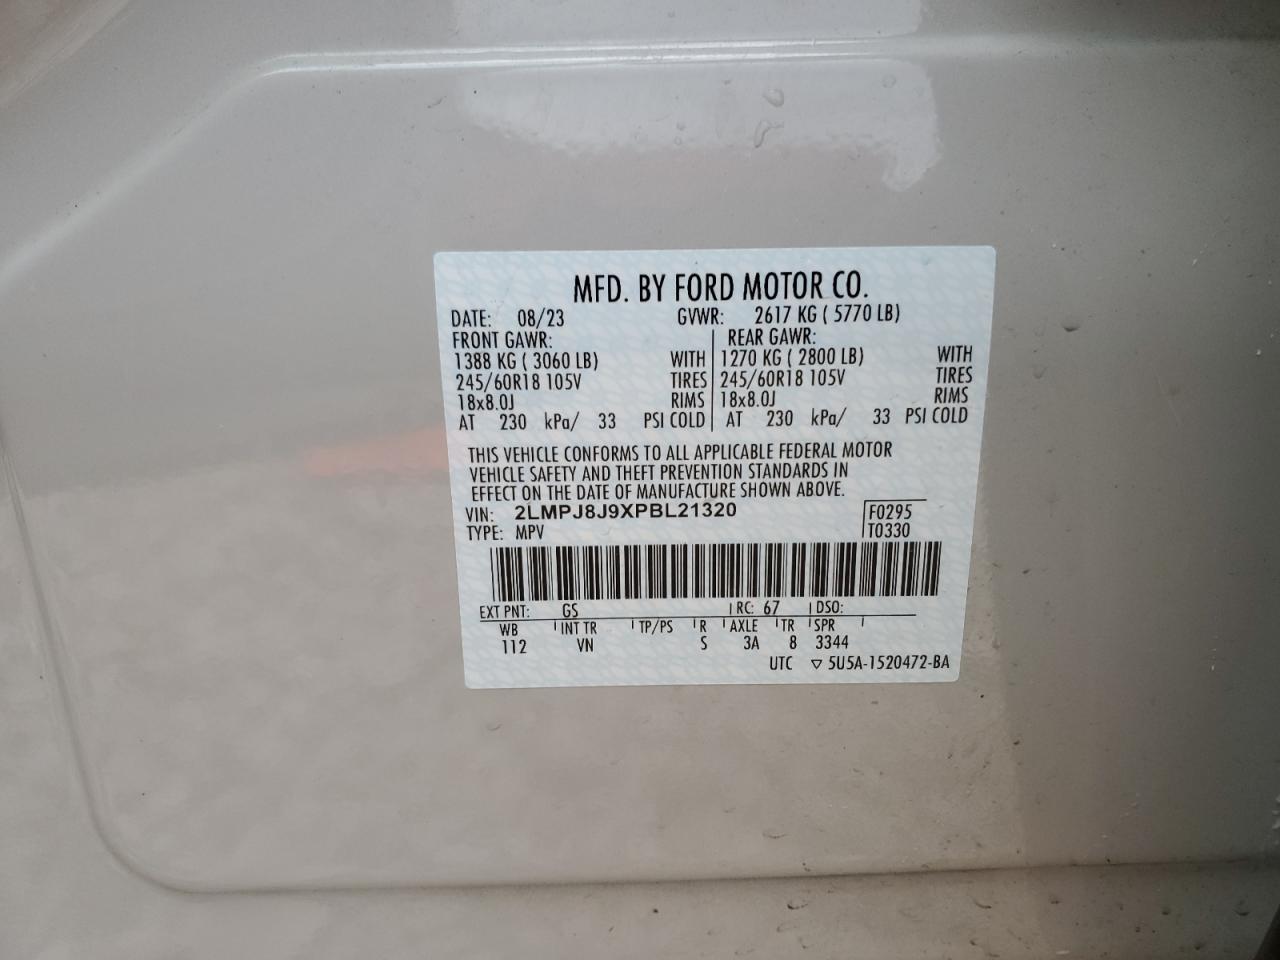 MFD. BY FORD MOTOR CO.
DATE: 08/23 GVWR: 2617 KG ( 5770 LB)
FRONT GAWR: REAR GAWR:
1388 KG ( 3060 LB) WITH 1270 KG ( 2800 LB) WITH
245/60R18 105V TIRES 245/60R18 105V TIRES
18x8.0J RIMS 18x8.0J RIMS
AT 230 kPa/ 33 PSI COLD AT 230 kPa/ 33 PSI COLD
THIS VEHICLE CONFORMS TO ALL APPLICABLE FEDERAL MOTOR
VEHICLE SAFETY AND THEFT PREVENTION STANDARDS IN
EFFECT ON THE DATE OF MANUFACTURE SHOWN ABOVE.
VIN: 2LMPJ8J9XPBL21320 F0295
TYPE: MPV T0330
EXT PNT: GS RC: 67 DSO:
WB INT TR TP/PS R AXLE TR SPR
112 VN S 3A 8 3344
UTC ▽ 5U5A-1520472-BA